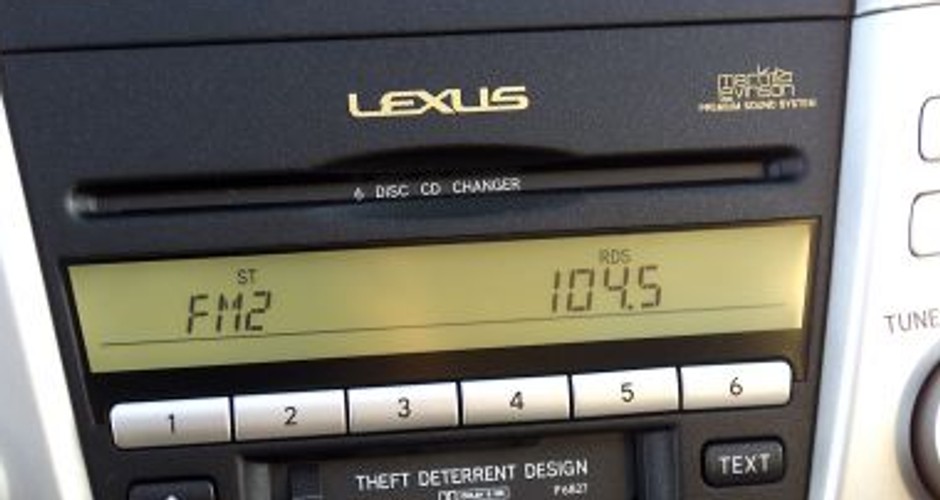 LEXUS
mark
levinson
PREMIUM SOUND SYSTEM
6 DISC CD CHANGER
ST
RDS
FM2
104.5
TUNE
1 2 3 4 5 6
THEFT DETERRENT DESIGN
TEXT
P6827